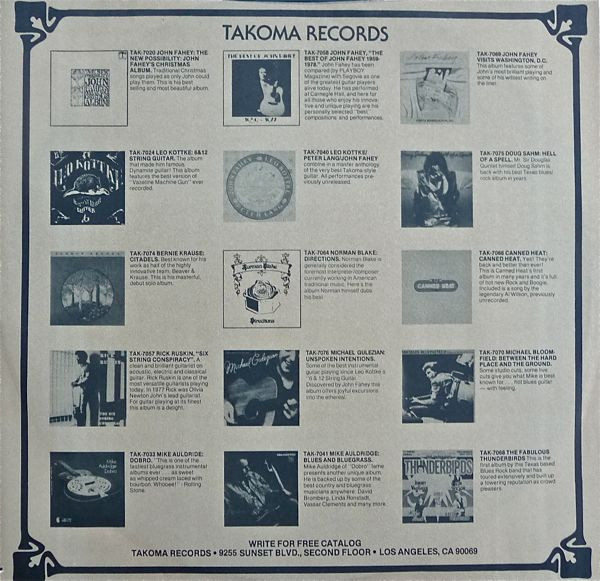 TAKOMA RECORDS
TAK-7020 JOHN FAHEY: THE
NEW POSSIBILITY: JOHN
FAHEY'S CHRISTMAS
ALBUM. Traditional Christmas
songs played as only John could
play them. This is his best
selling and most beautiful album.
THE BEST OF JOHN FAHEY
TAK-7058 JOHN FAHEY, "THE
BEST OF JOHN FAHEY 1959-
1978." John Fahey has been
compared (by PLAYBOY
Magazine) with Segovia as one
of the greatest guitar players
alive today. He has performed
at Carnegie Hall, and here for
all those who enjoy his innova-
tive and unique playing are his
personally selected "best"
compositions and performances.
TAK-7069 JOHN FAHEY
VISITS WASHINGTON, D.C.
This album features some of
John's most brilliant playing and
some of his wittiest writing on
the liner.
LEO KOTTKE
TAK-7024 LEO KOTTKE: 6&12
STRING GUITAR. The album
that made him famous.
Dynamite guitar! This album
features the best version of
"Vaseline Machine Gun" ever
recorded.
TAK-7040 LEO KOTTKE/
PETER LANG/JOHN FAHEY
combine in a master anthology
of the very best Takoma style
guitar. All performances pre-
viously unreleased.
TAK-7075 DOUG SAHM: HELL
OF A SPELL. Mr. Sir Douglas
Quintet himself Doug Sahm is
back with his best Texas blues/
rock album in years.
TAK-7074 BERNIE KRAUSE:
CITADELS. Best known for his
work as half of the highly
innovative team, Beaver &
Krause. This is his masterful,
debut solo album.
Norman Blake
Directions
TAK-7064 NORMAN BLAKE:
DIRECTIONS. Norman Blake is
generally considered the
foremost interpreter/composer
currently working in American
traditional music. Here's the
album Norman himself dubs
his best.
CANNED HEAT
TAK-7066 CANNED HEAT:
CANNED HEAT. Yes! They're
back and better than ever!
This is Canned Heat's first
album in many years and it's full
of hot new Rock and Boogie.
Included is a song by the
legendary Al Wilson, previously
unrecorded.
TAK-7057 RICK RUSKIN, "SIX
STRING CONSPIRACY". A
clean and brilliant guitarist on
acoustic, electric and classical
guitar, Rick Ruskin is one of the
most versatile guitarists playing
today. In 1977 Rick was Olivia
Newton John's lead guitarist.
For guitar playing at its finest
this album is a delight.
Michael Gulezian
TAK-7076 MICHAEL GULEZIAN:
UNSPOKEN INTENTIONS.
Some of the best instrumental
guitar playing since Leo Kottke's
"6 & 12 String Guitar".
Discovered by John Fahey this
album offers joyful excursions
into the ethereal.
TAK-7070 MICHAEL BLOOM-
FIELD: BETWEEN THE HARD
PLACE AND THE GROUND.
Some studio cuts, some live
cuts give you what Mike is best
known for . . . hot blues guitar
— with feeling.
Mike
Auldridge
Dobro
TAK-7033 MIKE AULDRIDGE:
DOBRO. "This is one of the
tastiest bluegrass instrumental
albums ever . . . as sweet
as whipped cream laced with
bourbon. Whooee!" - Rolling
Stone.
TAK-7041 MIKE AULDRIDGE:
BLUES AND BLUEGRASS.
Mike Auldridge of "Dobro" fame
presents another unique album.
He is backed up by some of the
best country and bluegrass
musicians anywhere: David
Bromberg, Linda Ronstadt,
Vassar Clements and many more.
THUNDERBIRDS
TAK-7068 THE FABULOUS
THUNDERBIRDS This is the
first album by this Texas based
Blues Rock band that has
toured extensively and built up
a towering reputation as crowd
pleasers.
WRITE FOR FREE CATALOG
TAKOMA RECORDS • 9255 SUNSET BLVD., SECOND FLOOR • LOS ANGELES, CA 90069